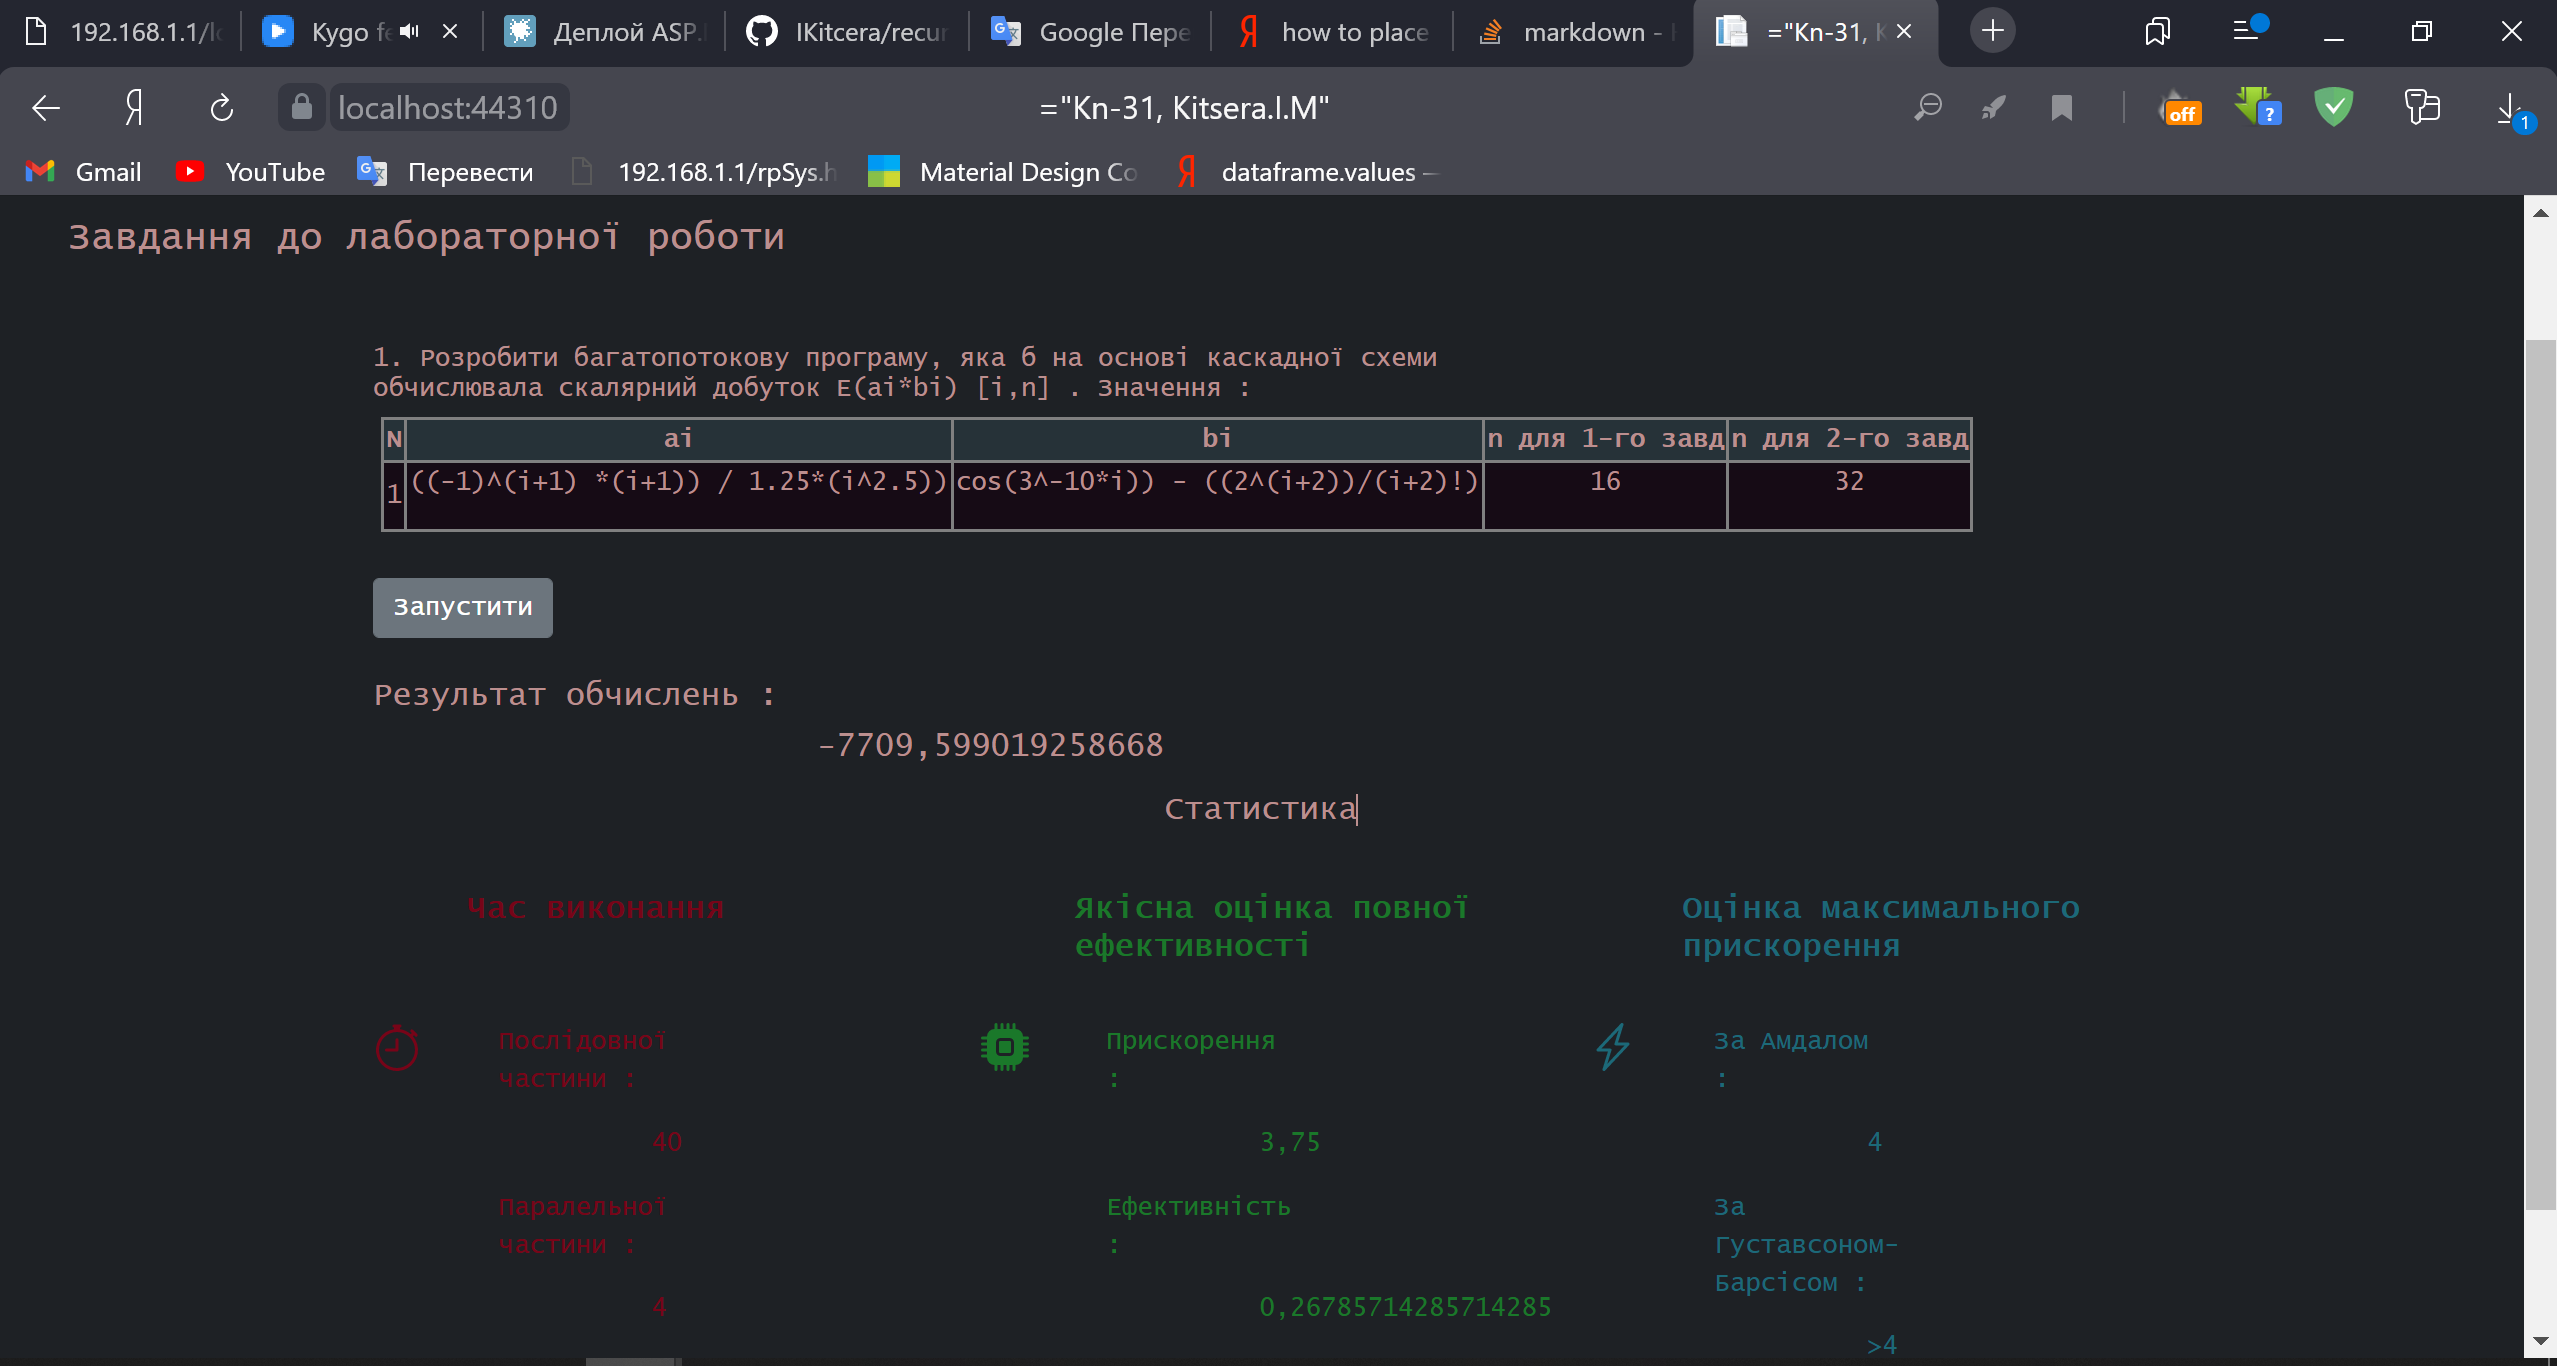 192.168.1.1/lo
Kygo fe
Деплой ASP.
IKitcera/recur
Google Пере
how to place
markdown -
="Kn-31, K
localhost:44310
="Kn-31, Kitsera.I.M"
off
?
1
Gmail
YouTube
Перевести
192.168.1.1/rpSys.h
Material Design Co
dataframe.values —
Завдання до лабораторної роботи
1. Розробити багатопотокову програму, яка б на основі каскадної схеми
обчислювала скалярний добуток E(ai*bi) [i,n] . Значення :
N ai bi n для 1-го завд n для 2-го завд
1 ((-1)^(i+1) *(i+1)) / 1.25*(i^2.5)) cos(3^-10*i)) - ((2^(i+2))/(i+2)!) 16 32
Запустити
Результат обчислень :
-7709,599019258668
Статистика
Час виконання
Якісна оцінка повної
ефективності
Оцінка максимального
прискорення
Послідовної
частини :
40
Паралельної
частини :
4
Прискорення
:
3,75
Ефективність
:
0,26785714285714285
За Амдалом
:
4
За
Густавсоном-
Барсісом :
>4